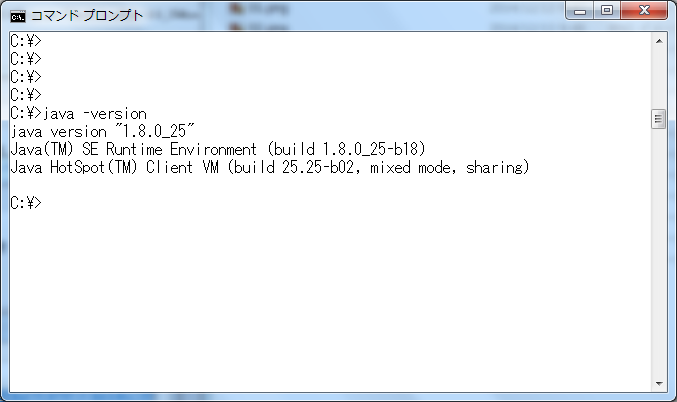 コマンド プロンプト
C:¥>
C:¥>
C:¥>
C:¥>
C:¥>java -version
java version "1.8.0_25"
Java(TM) SE Runtime Environment (build 1.8.0_25-b18)
Java HotSpot(TM) Client VM (build 25.25-b02, mixed mode, sharing)
C:¥>